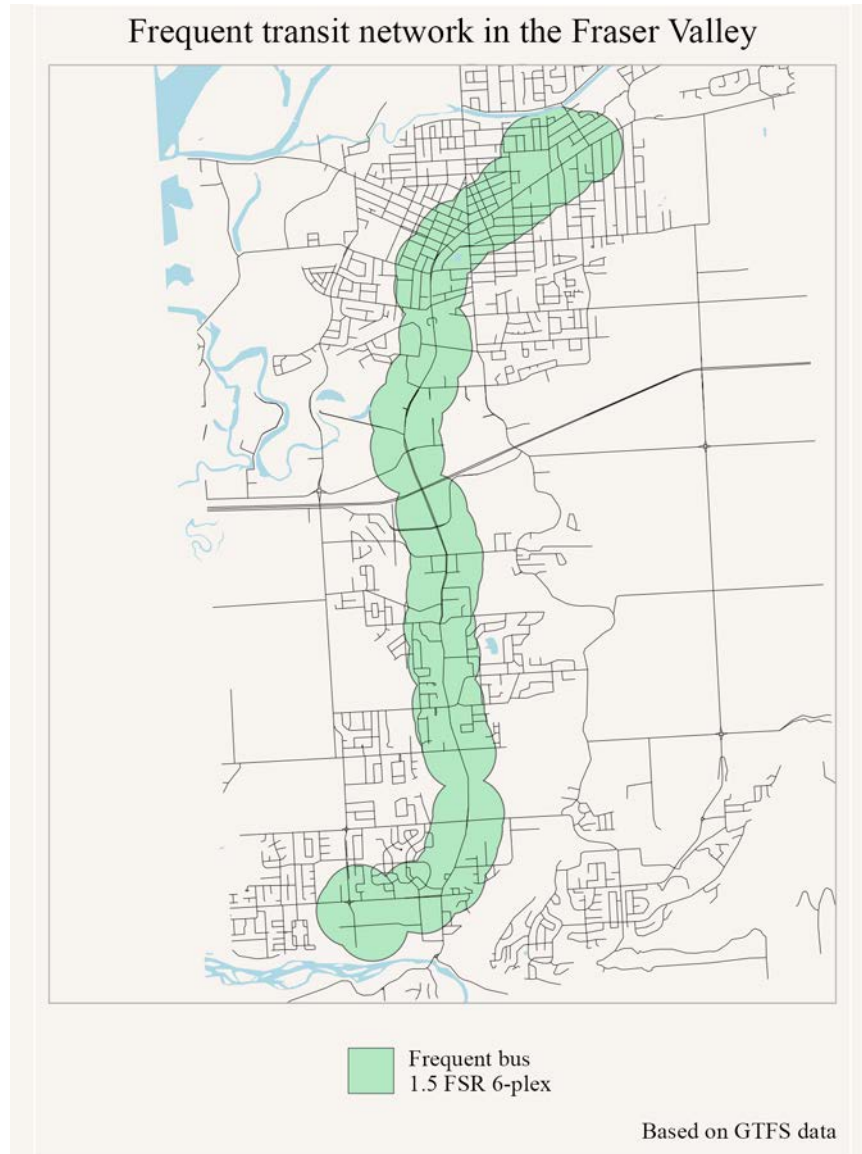 Frequent transit network in the Fraser Valley
Frequent bus
1.5 FSR 6-plex
Based on GTFS data